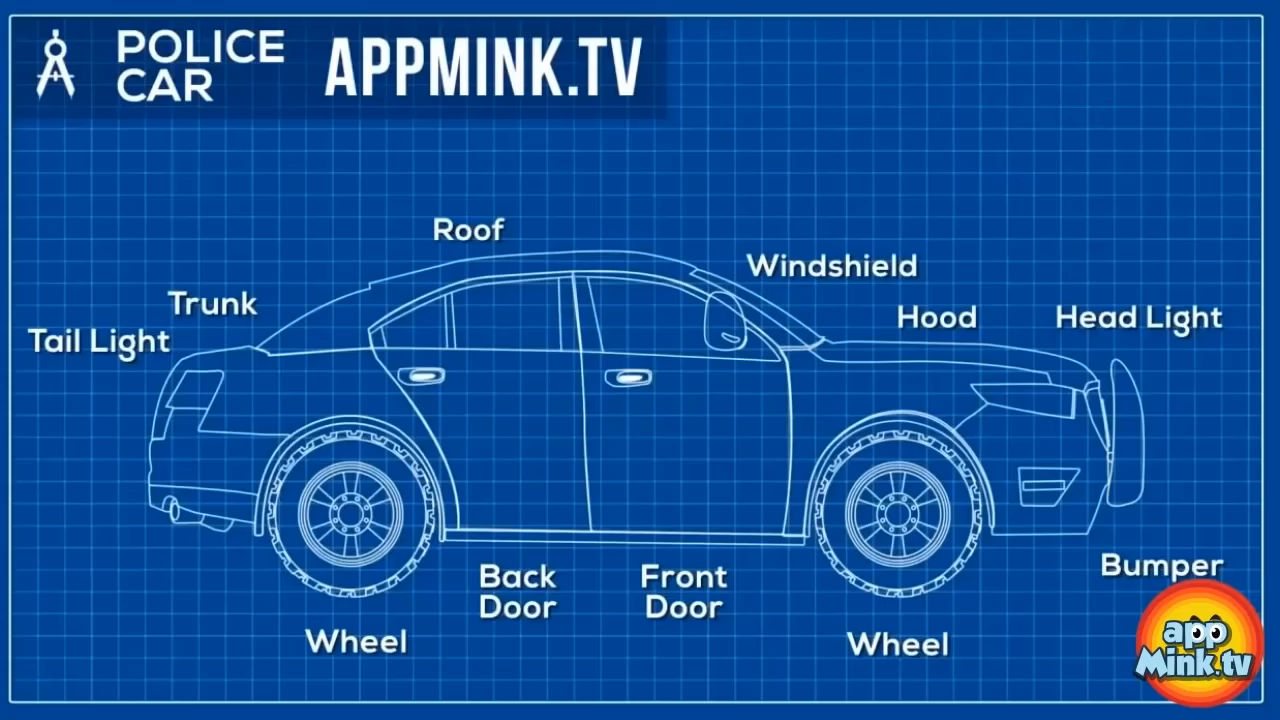 POLICE
CAR
APPMINK.TV
Roof
Windshield
Trunk
Hood
Head Light
Tail Light
Back
Door
Front
Door
Bumper
Wheel
Wheel
app
Mink.tv